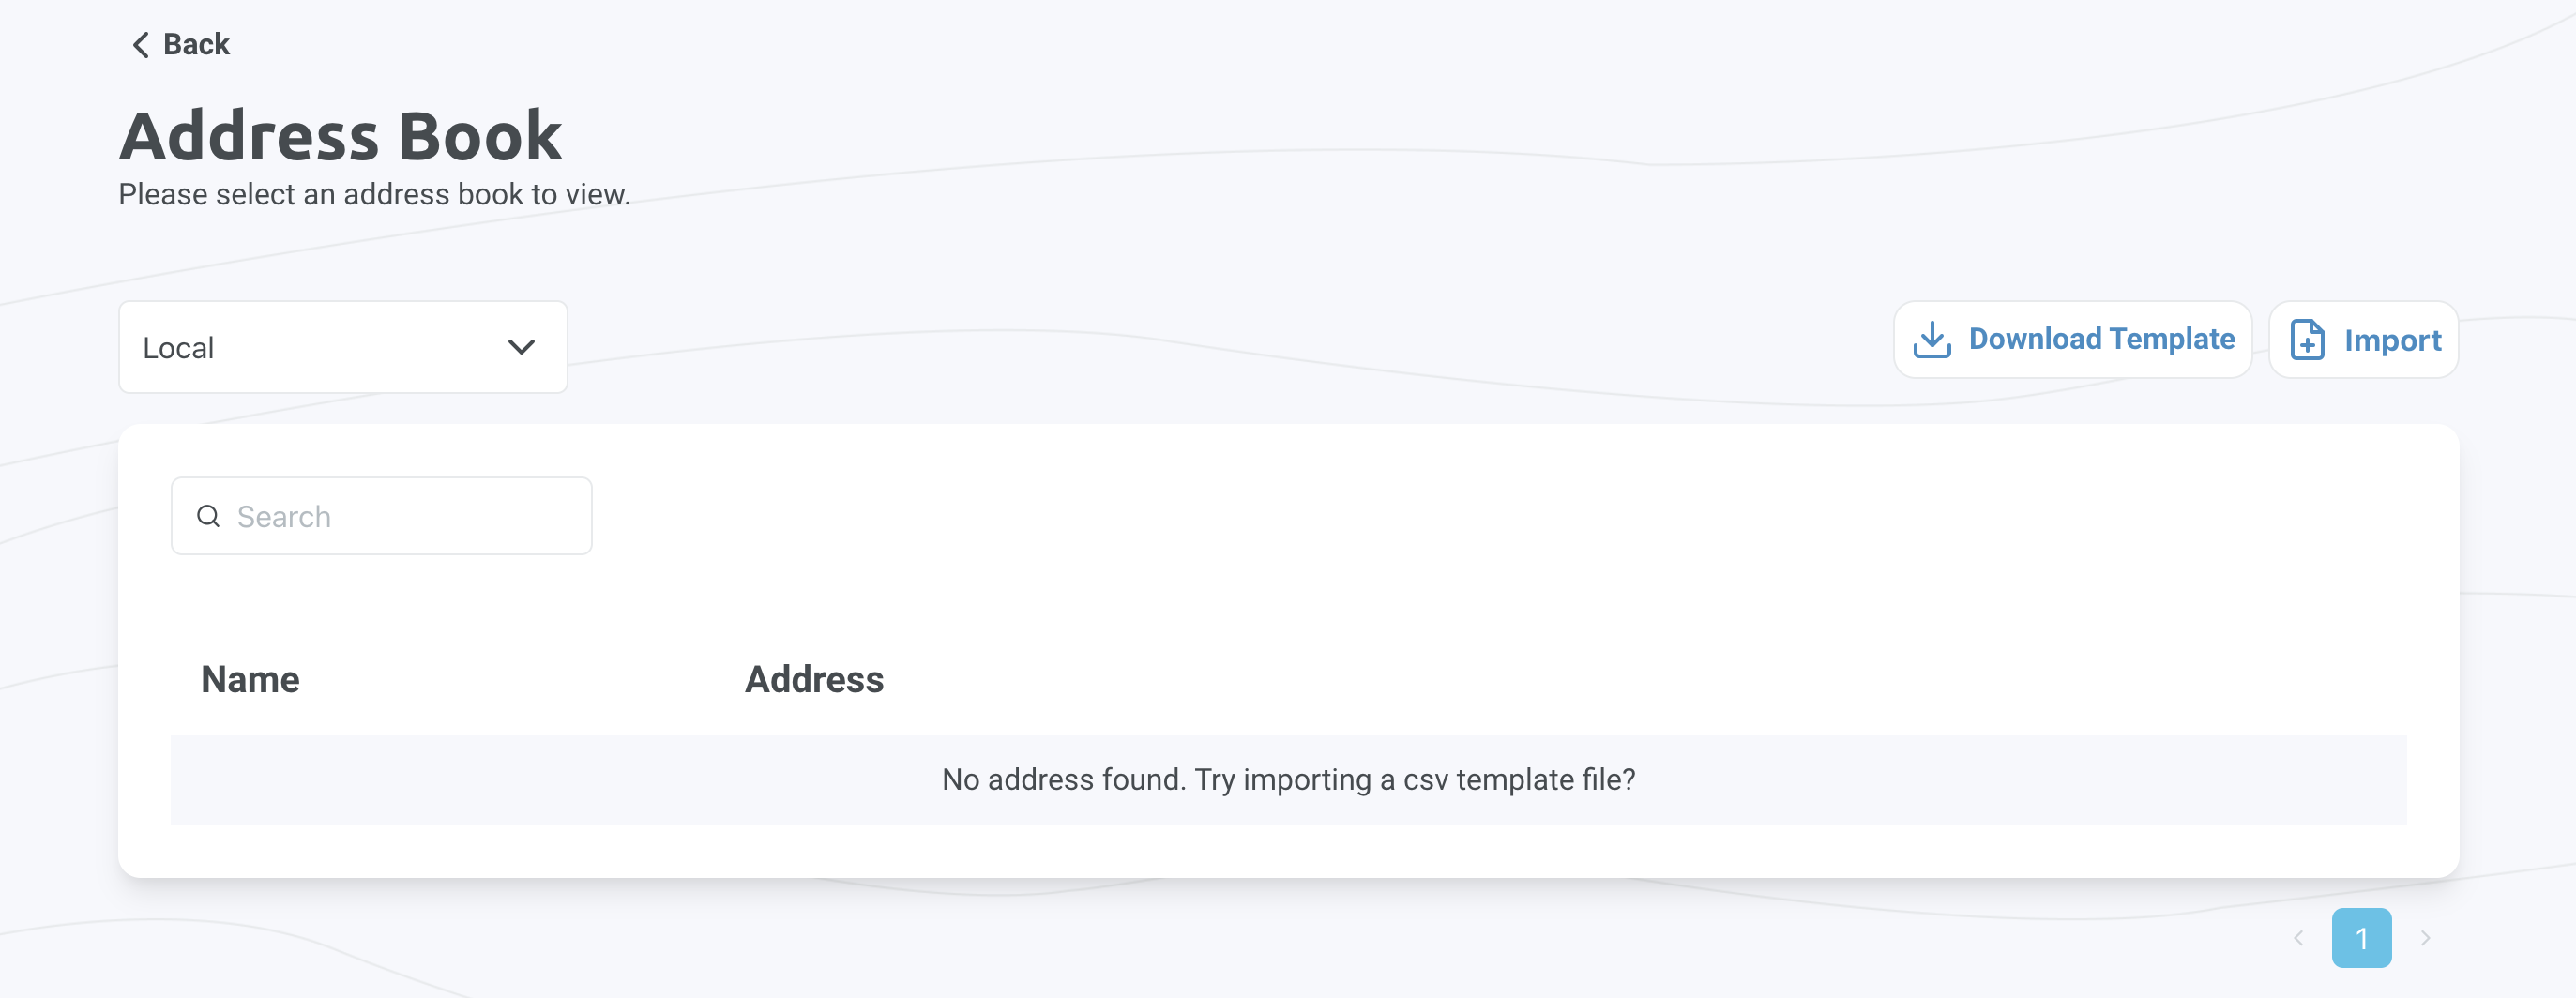 Back
Address Book
Please select an address book to view.
Local
Download Template
Import
Search
Name
Address
No address found. Try importing a csv template file?
1